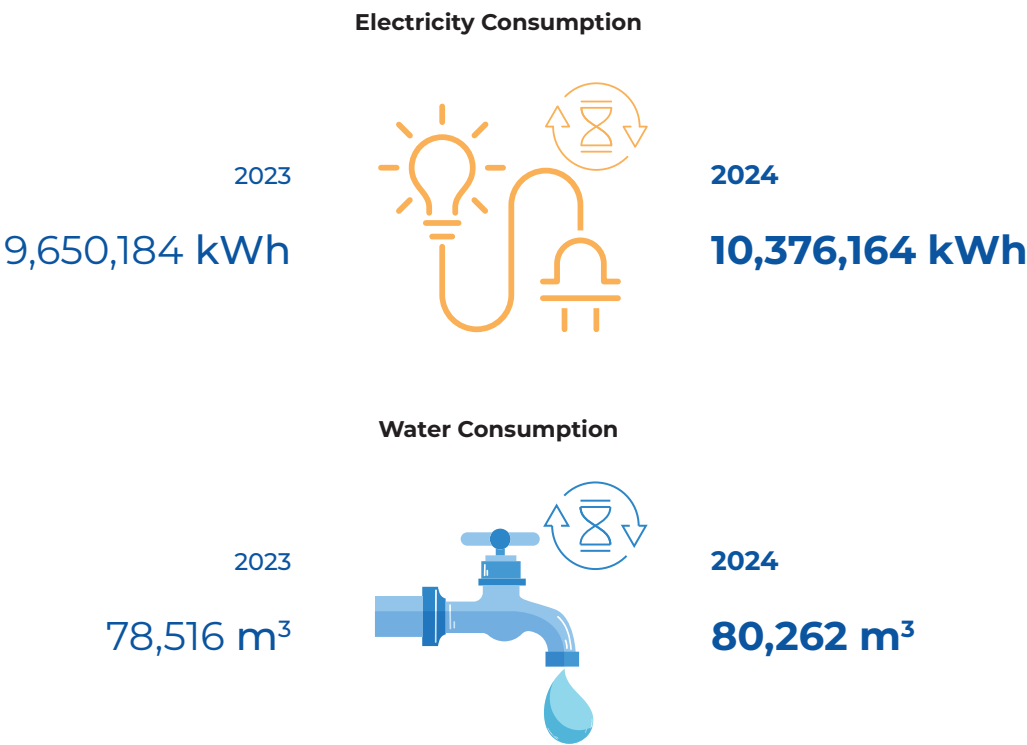 Electricity Consumption
2023
2024
9,650,184 kWh
10,376,164 kWh
Water Consumption
2023
2024
78,516 m³
80,262 m³